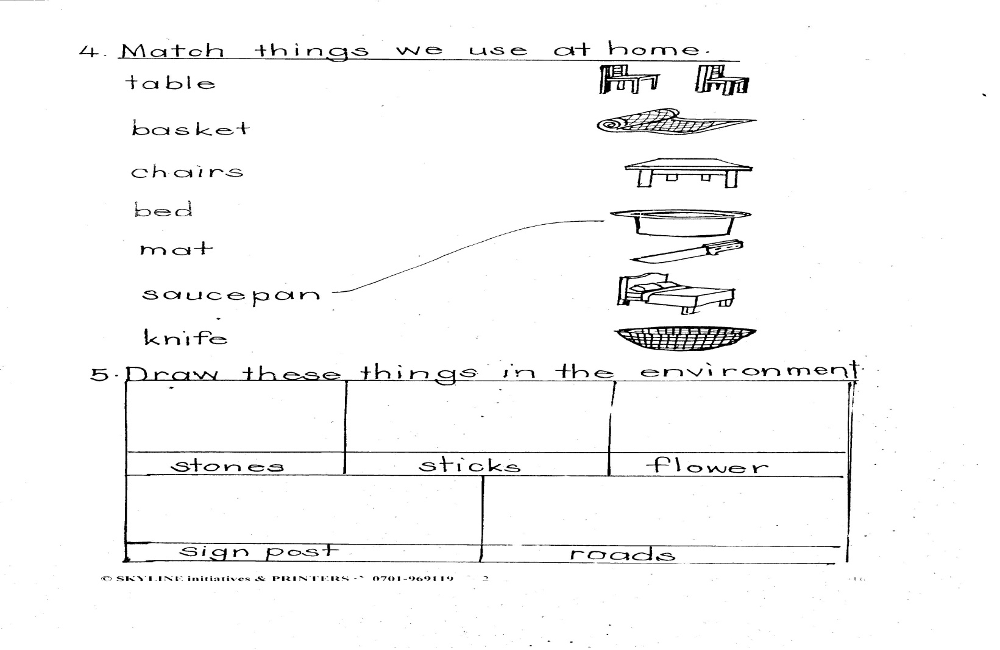 4. Match things we use at home.
table
basket
chairs
bed
mat
saucepan
knife
5. Draw these things in the environment.
stones sticks flower
sign post roads
© SKYLINE initiatives & PRINTERS - 0701-969119 2